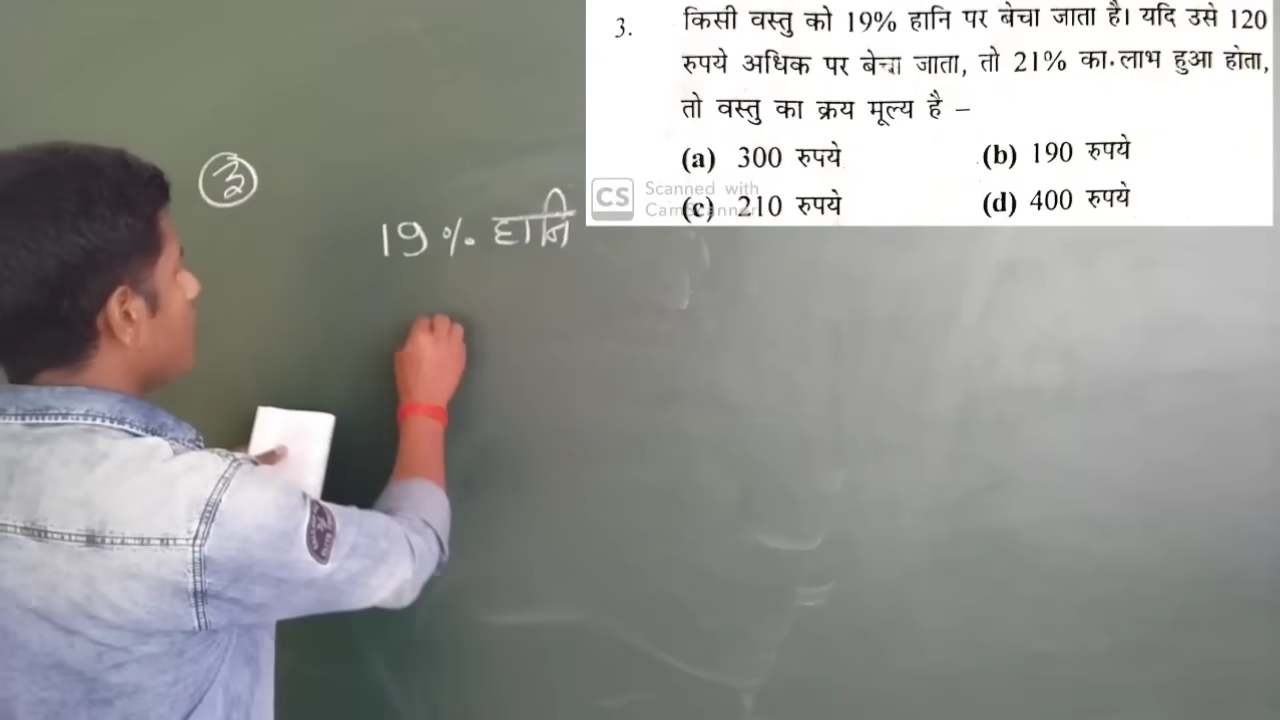 3. किसी वस्तु को 19% हानि पर बेचा जाता है। यदि उसे 120
रुपये अधिक पर बेचा जाता, तो 21% का लाभ हुआ होता,
तो वस्तु का क्रय मूल्य है –
(a) 300 रुपये (b) 190 रुपये
(c) 210 रुपये (d) 400 रुपये
CS Scanned with
CamScanner
3
19% हानि